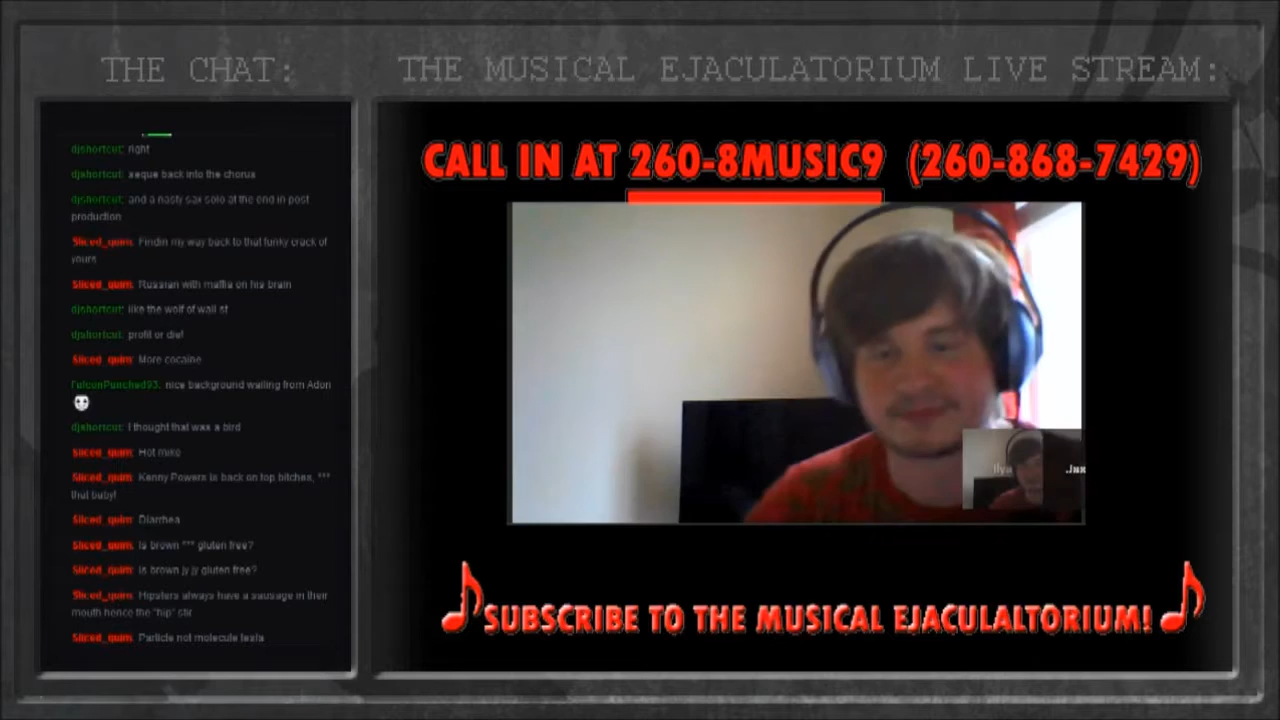 THE CHAT:
THE MUSICAL EJACULATORIUM LIVE STREAM:
djshortcut: right
djshortcut: seque back into the chorus
djshortcut: and a nasty sax solo at the end in post
production
Sliced_quim: Findin my way back to that funky crack of
yours
Sliced_quim: Russian with maffia on his brain
djshortcut: like the wolf of wall st
djshortcut: profit or die!
Sliced_quim: More cocaine
FulconPunched93: nice background wailing from Adon
djshortcut: I thought that wax a bird
Sliced_quim: Hot mike
Sliced_quim: Kenny Powers is back on top bitches, ***
that baby!
Sliced_quim: Diarrhea
Sliced_quim: Is brown *** gluten free?
Sliced_quim: Is brown jy jy gluten free?
Sliced_quim: Hipsters always have a sausage in their
mouth hence the "hip" stir
Sliced_quim: Particle not molecule tesla
CALL IN AT 260-8MUSIC9 (260-868-7429)
Ilya
Jax
SUBSCRIBE TO THE MUSICAL EJACULALTORIUM!